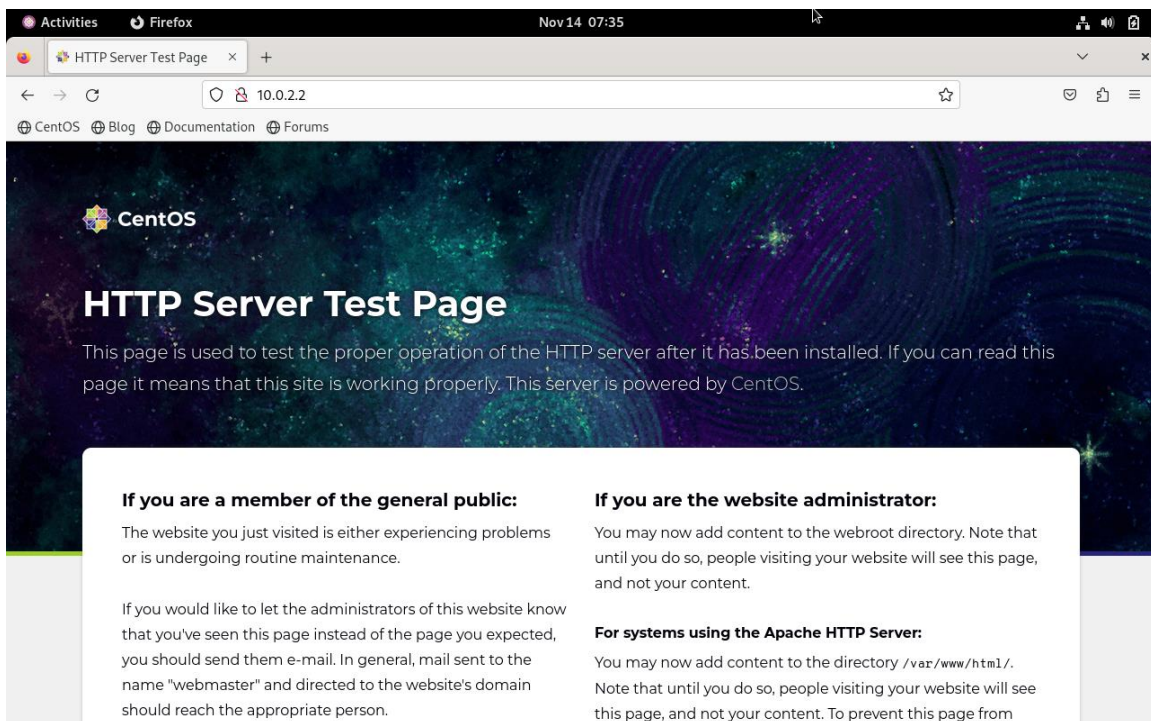 Activities Firefox Nov 14 07:35
HTTP Server Test Page
10.0.2.2
CentOS Blog Documentation Forums
CentOS
HTTP Server Test Page
This page is used to test the proper operation of the HTTP server after it has been installed. If you can read this
page it means that this site is working properly. This server is powered by CentOS.
If you are a member of the general public:
The website you just visited is either experiencing problems
or is undergoing routine maintenance.
If you would like to let the administrators of this website know
that you've seen this page instead of the page you expected,
you should send them e-mail. In general, mail sent to the
name "webmaster" and directed to the website's domain
should reach the appropriate person.
If you are the website administrator:
You may now add content to the webroot directory. Note that
until you do so, people visiting your website will see this page,
and not your content.
For systems using the Apache HTTP Server:
You may now add content to the directory /var/www/html/.
Note that until you do so, people visiting your website will see
this page, and not your content. To prevent this page from